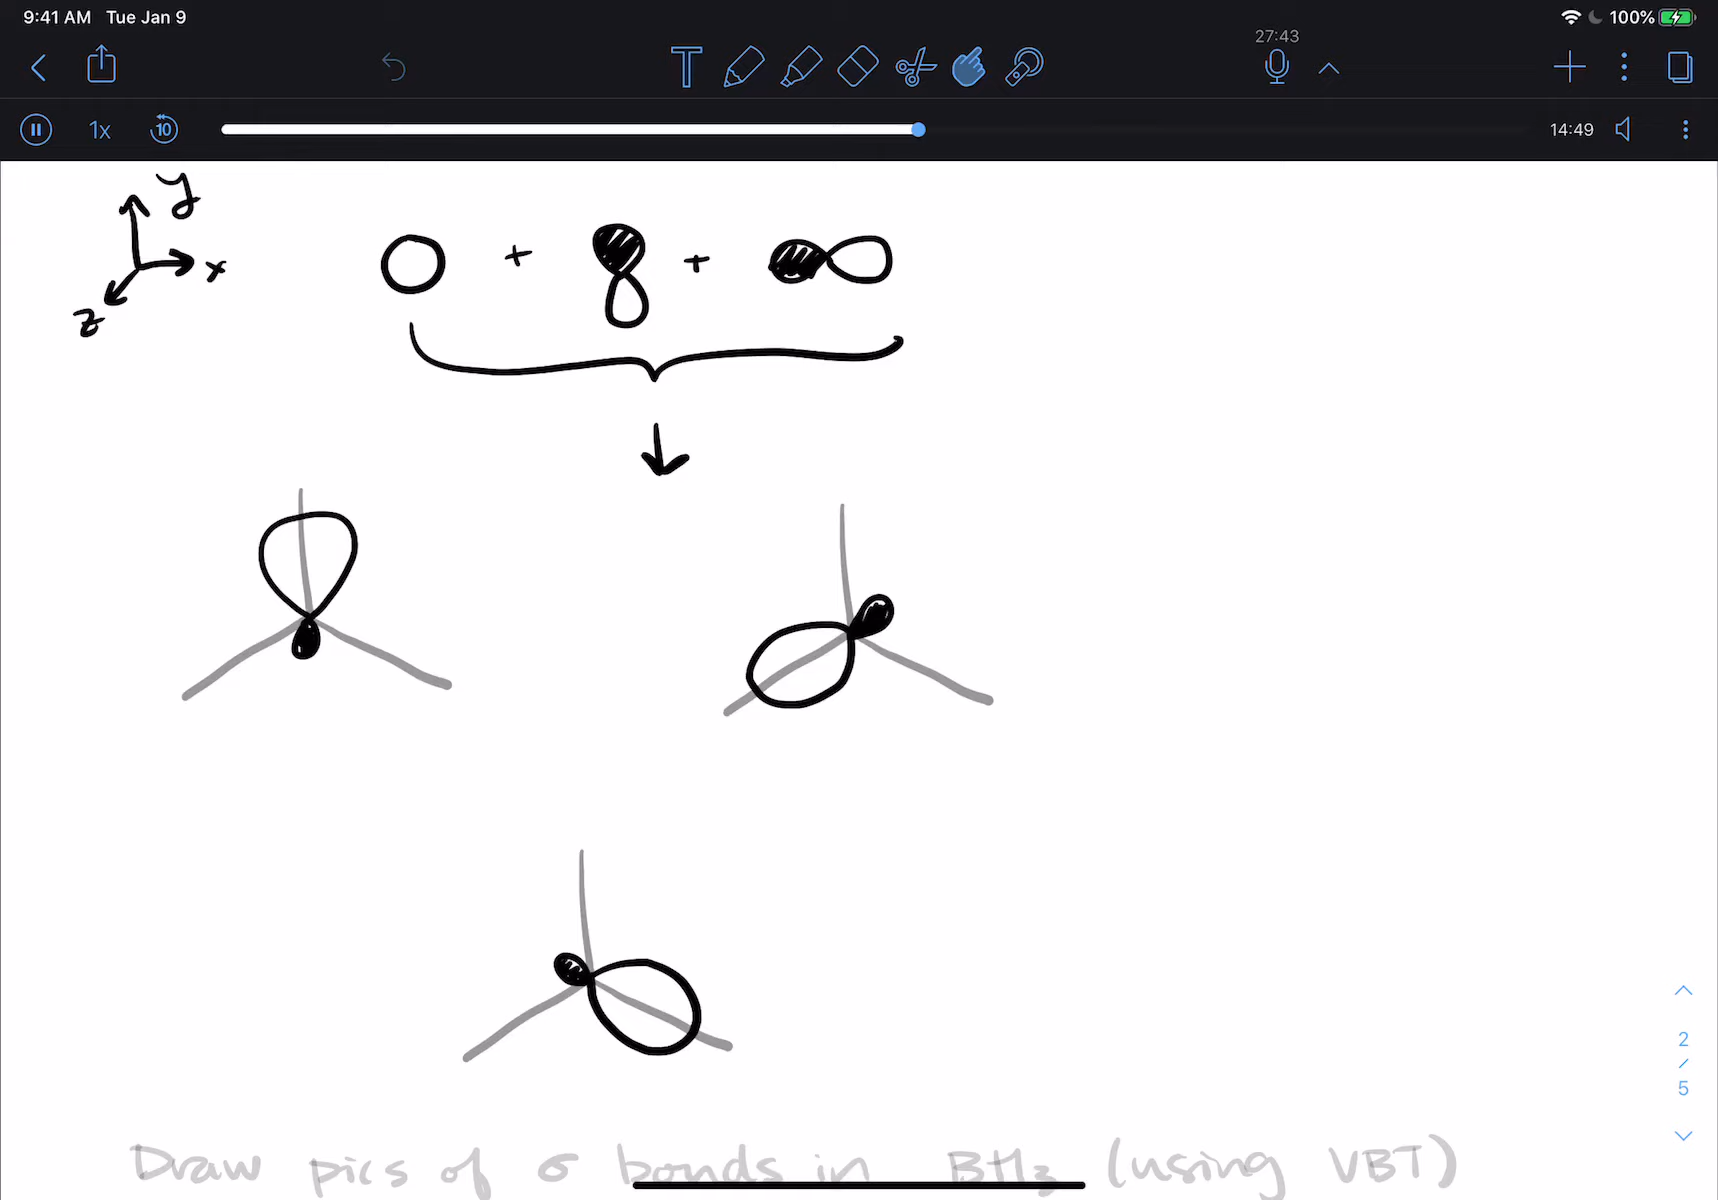 9:41 AM Tue Jan 9
100%
27:43
T
1x
10
14:49
y
x
z
+
+
2
/
5
Draw pics of σ bonds in BH3 (using VBT)